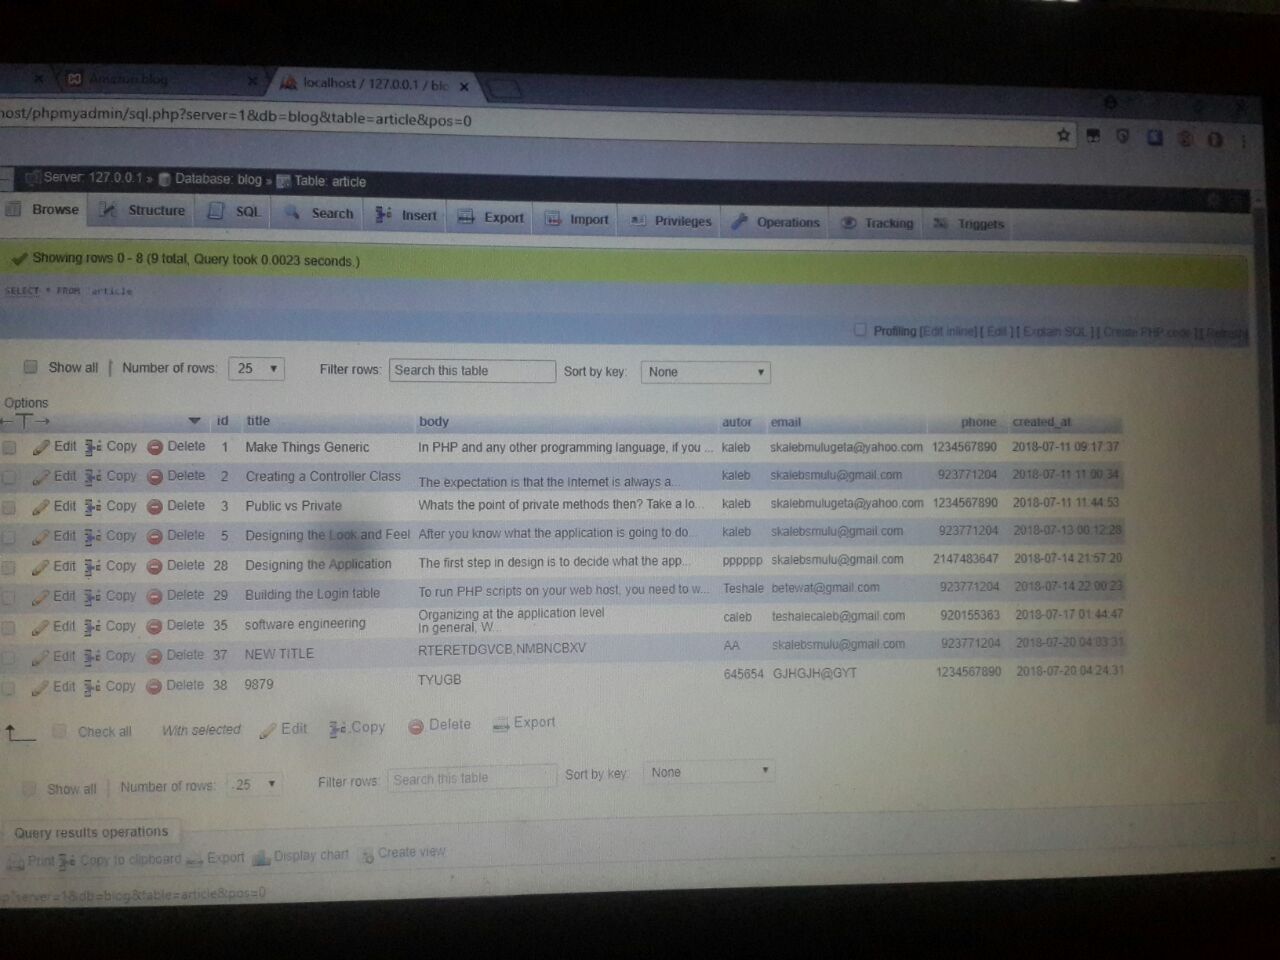 Amazon blog
localhost / 127.0.0.1 / blo
host/phpmyadmin/sql.php?server=1&db=blog&table=article&pos=0
Server: 127.0.0.1 » Database: blog » Table: article
Browse Structure SQL Search Insert Export Import Privileges Operations Tracking Triggers
Showing rows 0 - 8 (9 total, Query took 0.0023 seconds.)
SELECT * FROM `article`
Profiling [Edit inline] [ Edit ] [ Explain SQL ] [ Create PHP code ] [ Refresh
Show all | Number of rows: 25 Filter rows: Search this table Sort by key: None
Options
←T→ id title body autor email phone created_at
Edit Copy Delete 1 Make Things Generic In PHP and any other programming language, if you ... kaleb skalebmulugeta@yahoo.com 1234567890 2018-07-11 09:17:37
Edit Copy Delete 2 Creating a Controller Class The expectation is that the Internet is always a... kaleb skalebsmulu@gmail.com 923771204 2018-07-11 11:00:34
Edit Copy Delete 3 Public vs Private Whats the point of private methods then? Take a lo... kaleb skalebmulugeta@yahoo.com 1234567890 2018-07-11 11:44:53
Edit Copy Delete 5 Designing the Look and Feel After you know what the application is going to do... kaleb skalebsmulu@gmail.com 923771204 2018-07-13 00:12:28
Edit Copy Delete 28 Designing the Application The first step in design is to decide what the app... pppppp skalebsmulu@gmail.com 2147483647 2018-07-14 21:57:20
Edit Copy Delete 29 Building the Login table To run PHP scripts on your web host, you need to w... Teshale betewat@gmail.com 923771204 2018-07-14 22:00:23
Edit Copy Delete 35 software engineering Organizing at the application level
In general, W... caleb teshalecaleb@gmail.com 920155363 2018-07-17 01:44:47
Edit Copy Delete 37 NEW TITLE RTERETDGVCB,NMBNCBXV AA skalebsmulu@gmail.com 923771204 2018-07-20 04:03:31
Edit Copy Delete 38 9879 TYUGB 645654 GJHGJH@GYT 1234567890 2018-07-20 04:24:31
Check all With selected: Edit Copy Delete Export
Show all | Number of rows: 25 Filter rows: Search this table Sort by key: None
Query results operations
Print Copy to clipboard Export Display chart Create view
?server=1&db=blog&table=article&pos=0